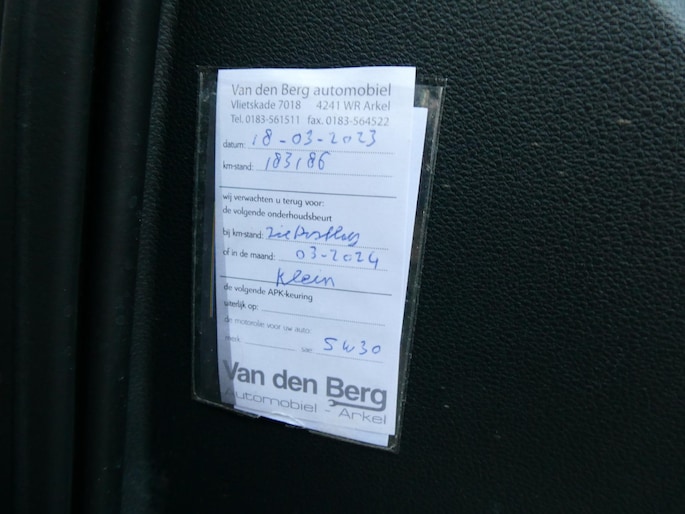 Van den Berg automobiel
Vlietskade 7018 4241 WR Arkel
Tel. 0183-561511 fax. 0183-564522
datum: 18-03-2023
km-stand: 183186
wij verwachten u terug voor:
de volgende onderhoudsbeurt
bij km-stand:
of in de maand: 03-2024
Klein
de volgende APK-keuring
uiterlijk op:
de motorolie voor uw auto:
merk: visc: 5W30
Van den Berg
Automobiel - Arkel